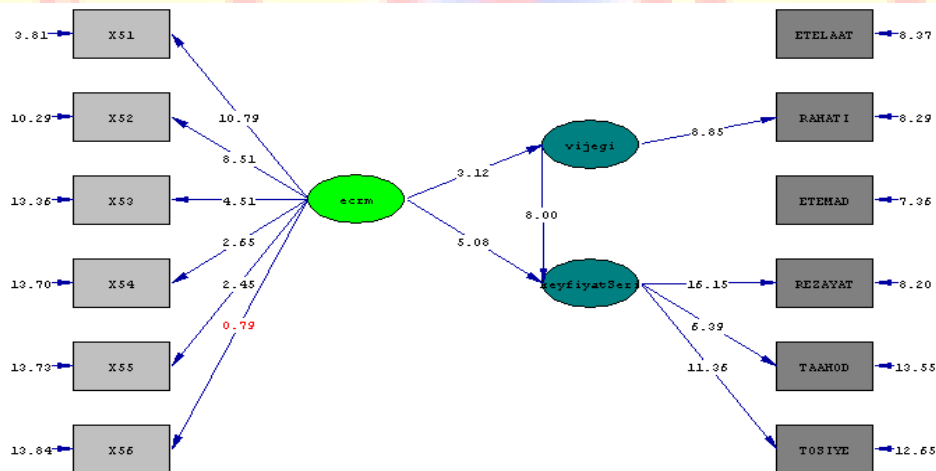 3.81 X51 ETELAAT 8.37
10.29 X52 10.79 RAHATI 8.29
vijegi 8.85
8.51 3.12
13.36 X53 4.51 ecrm ETEMAD 7.36
8.00
2.65 5.08
13.70 X54 2.45 16.15 REZAYAT 8.20
0.79 6.39
13.73 X55 11.36 TAAHOD 13.55
13.84 X56 TOSIYE 12.65